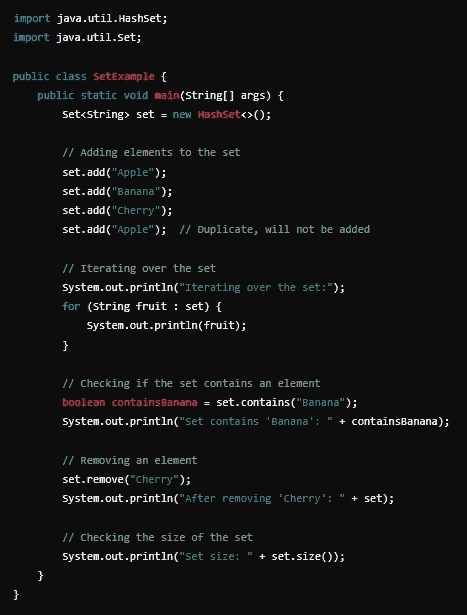 import java.util.HashSet;
import java.util.Set;
public class SetExample {
public static void main(String[] args) {
Set<String> set = new HashSet<>();
// Adding elements to the set
set.add("Apple");
set.add("Banana");
set.add("Cherry");
set.add("Apple");  // Duplicate, will not be added
// Iterating over the set
System.out.println("Iterating over the set:");
for (String fruit : set) {
System.out.println(fruit);
}
// Checking if the set contains an element
boolean containsBanana = set.contains("Banana");
System.out.println("Set contains 'Banana': " + containsBanana);
// Removing an element
set.remove("Cherry");
System.out.println("After removing 'Cherry': " + set);
// Checking the size of the set
System.out.println("Set size: " + set.size());
}
}